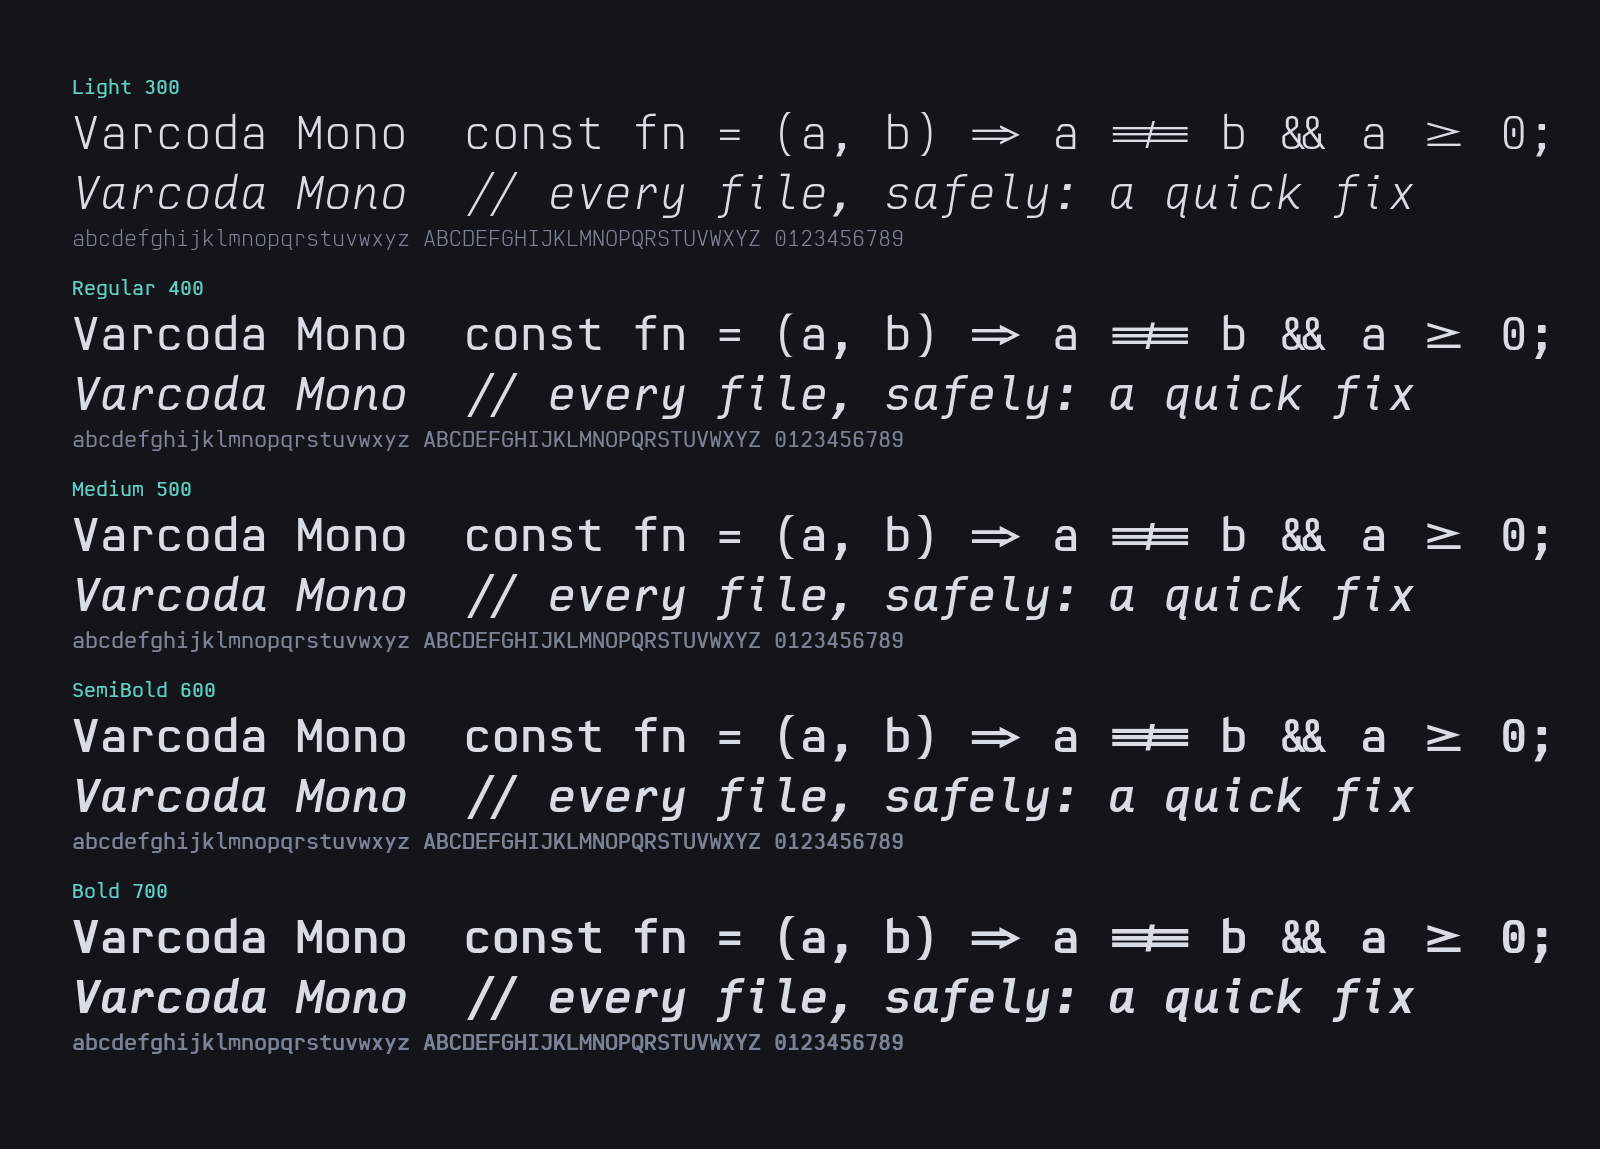 Light 300
Varcoda Mono  const fn = (a, b) => a !== b && a >= 0;
Varcoda Mono  // every file, safely: a quick fix
abcdefghijklmnopqrstuvwxyz ABCDEFGHIJKLMNOPQRSTUVWXYZ 0123456789
Regular 400
Varcoda Mono  const fn = (a, b) => a !== b && a >= 0;
Varcoda Mono  // every file, safely: a quick fix
abcdefghijklmnopqrstuvwxyz ABCDEFGHIJKLMNOPQRSTUVWXYZ 0123456789
Medium 500
Varcoda Mono  const fn = (a, b) => a !== b && a >= 0;
Varcoda Mono  // every file, safely: a quick fix
abcdefghijklmnopqrstuvwxyz ABCDEFGHIJKLMNOPQRSTUVWXYZ 0123456789
SemiBold 600
Varcoda Mono  const fn = (a, b) => a !== b && a >= 0;
Varcoda Mono  // every file, safely: a quick fix
abcdefghijklmnopqrstuvwxyz ABCDEFGHIJKLMNOPQRSTUVWXYZ 0123456789
Bold 700
Varcoda Mono  const fn = (a, b) => a !== b && a >= 0;
Varcoda Mono  // every file, safely: a quick fix
abcdefghijklmnopqrstuvwxyz ABCDEFGHIJKLMNOPQRSTUVWXYZ 0123456789